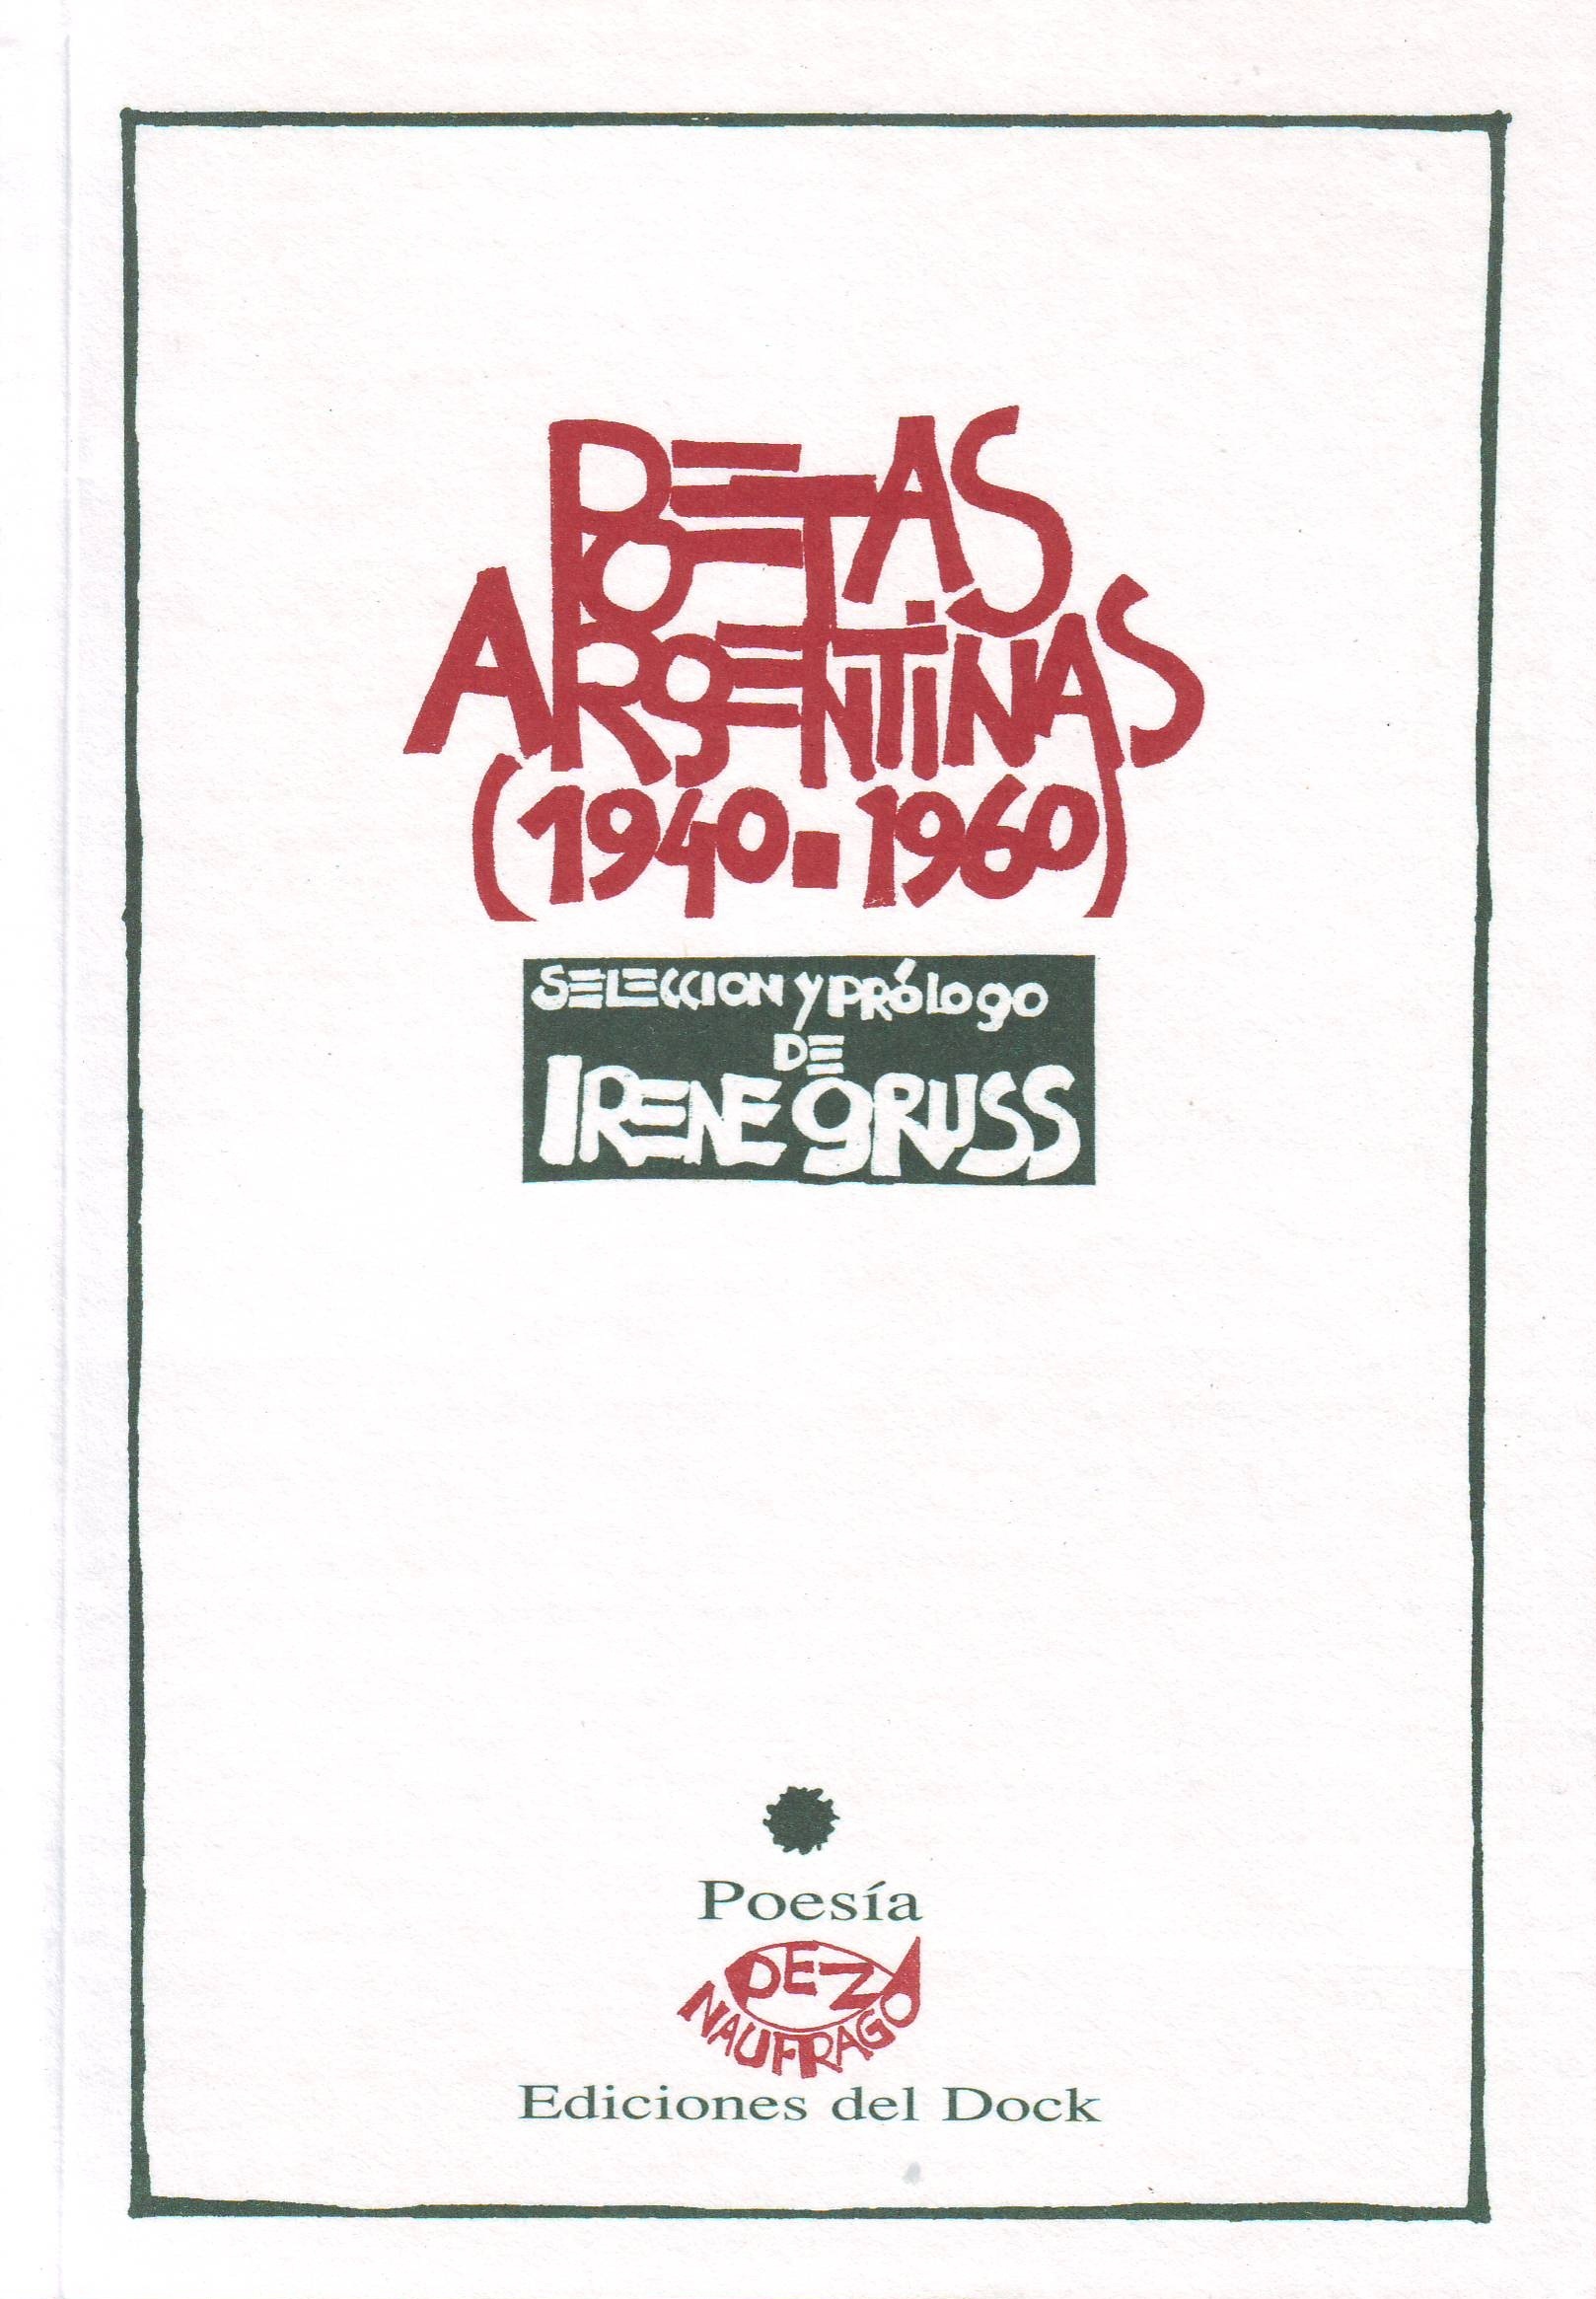 POETAS
ARGENTINAS
(1940-1960)
SELECCION Y PRÓLOGO
DE
IRENE GRUSS
Poesía
PEZ
NAUFRAGO
Ediciones del Dock